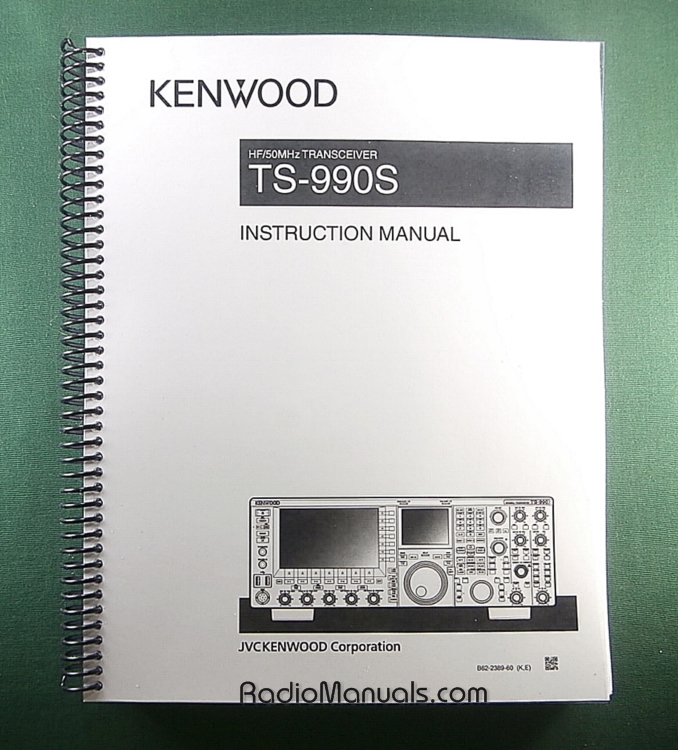 KENWOOD
HF/50MHz TRANSCEIVER
TS-990S
INSTRUCTION MANUAL
KENWOOD
TS-990
JVCKENWOOD Corporation
B62-2389-60 (K,E)
RadioManuals.com